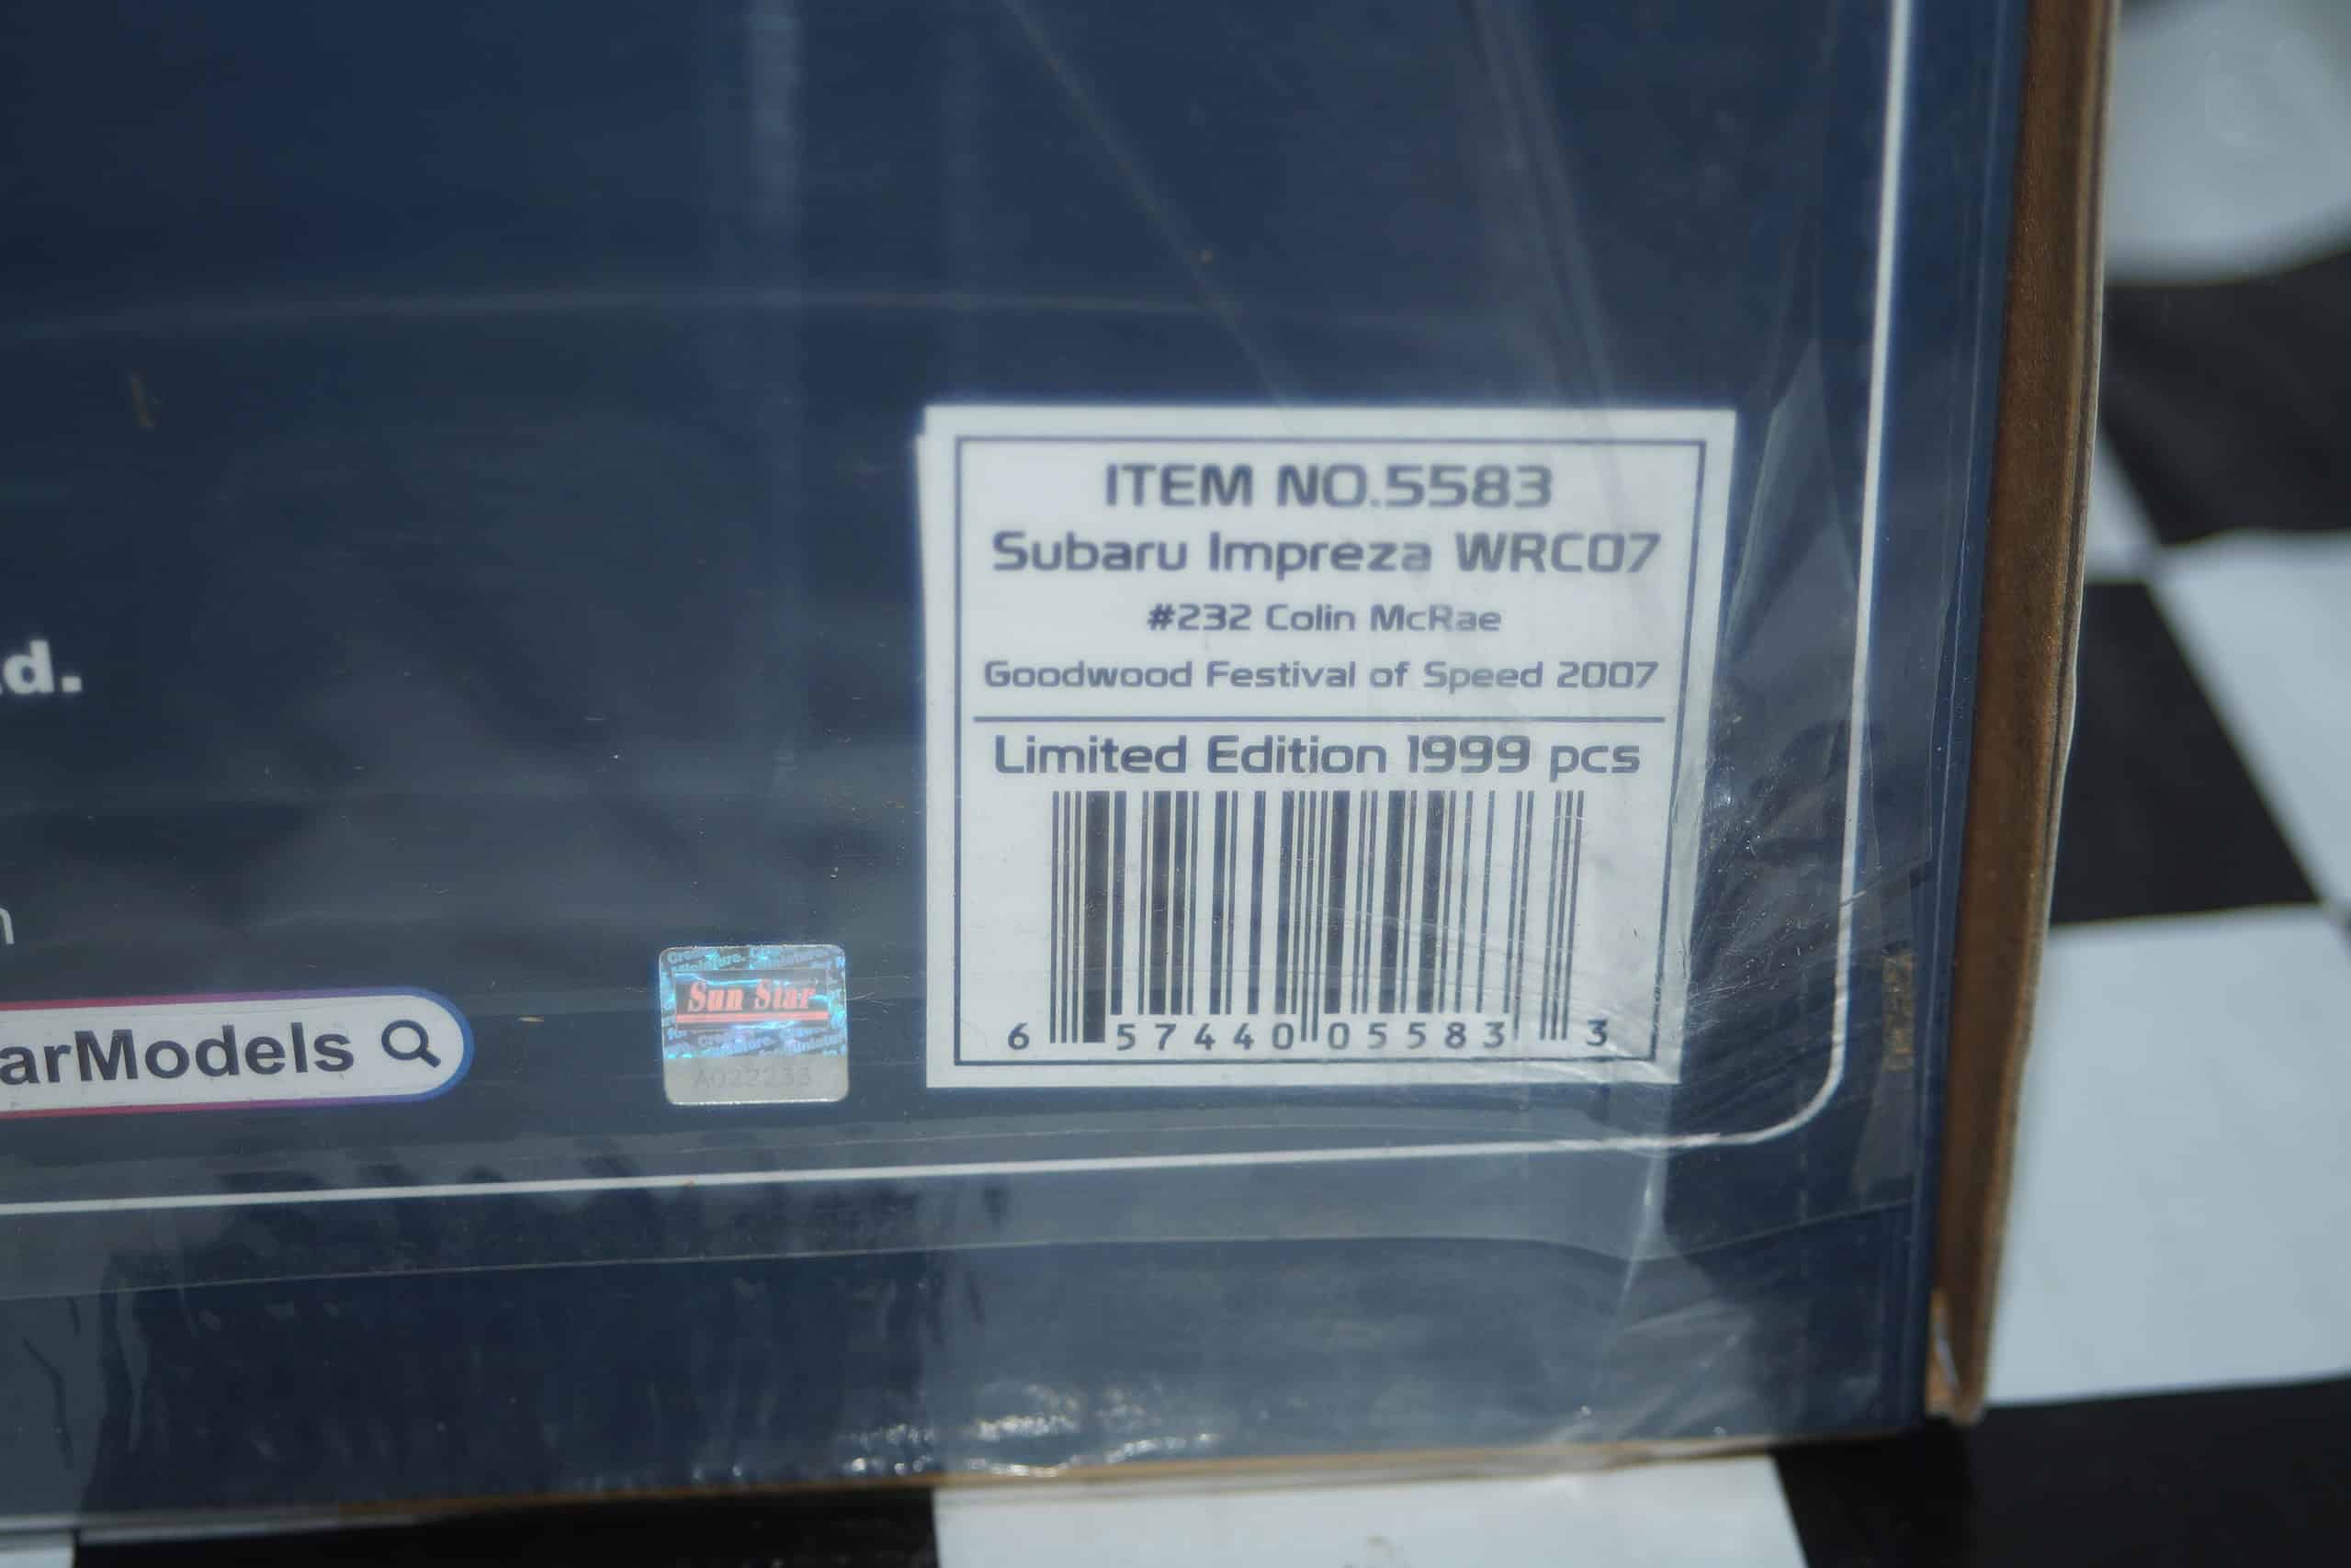 ITEM NO.5583
Subaru Impreza WRC07
#232 Colin McRae
Goodwood Festival of Speed 2007
Limited Edition 1999 pcs
6 57440 05583 3
d.
arModels
Sun Star
A022233